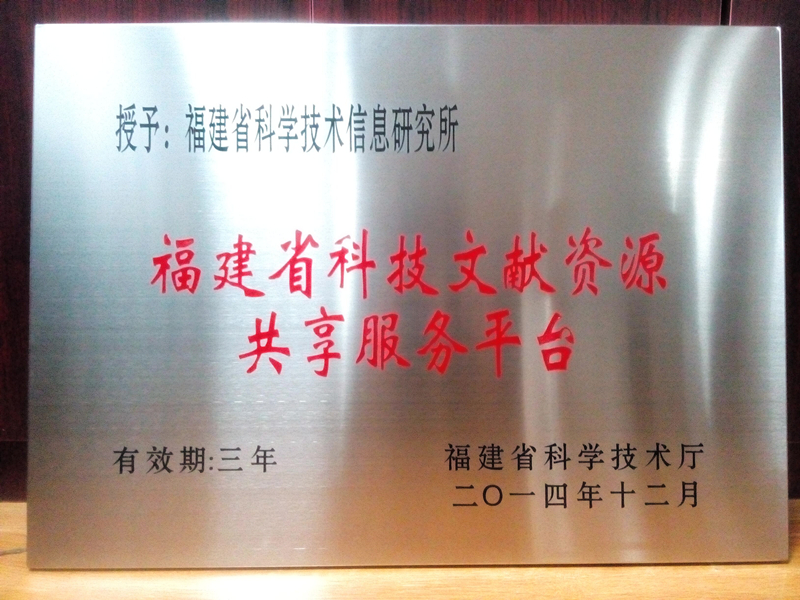 授予：福建省科学技术信息研究所
福建省科技文献资源
共享服务平台
有效期:三年
福建省科学技术厅
二〇一四年十二月